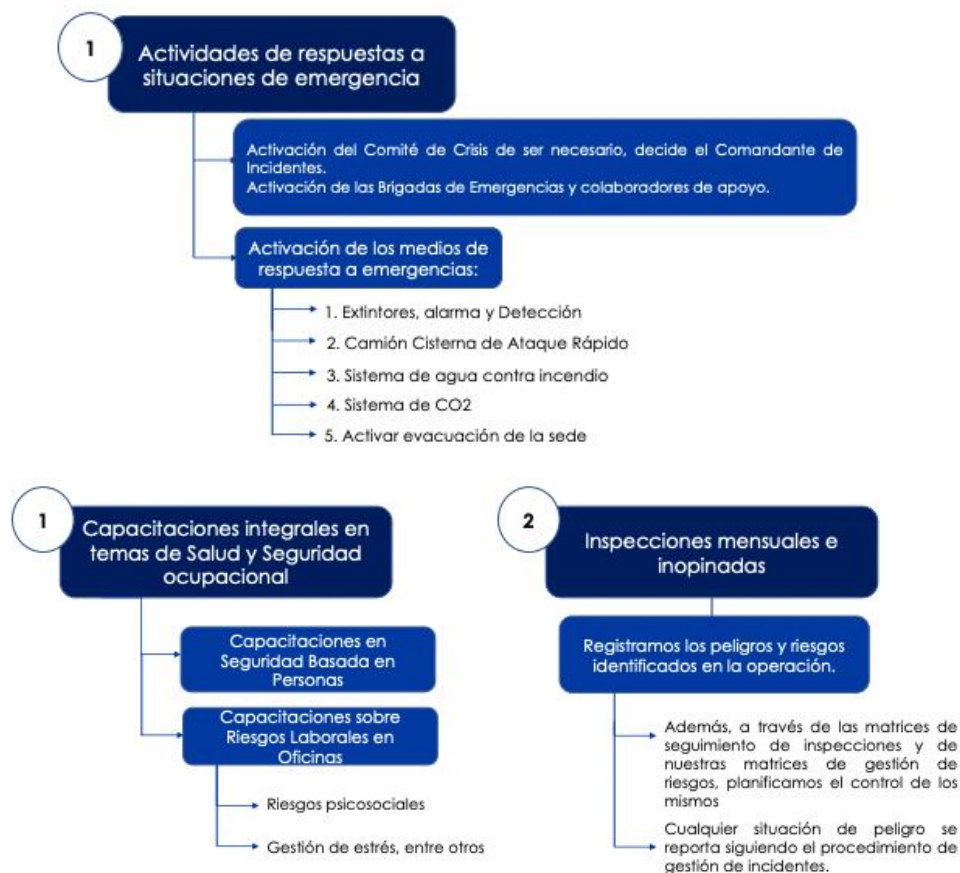 1
Actividades de respuestas a
situaciones de emergencia
Activación del Comité de Crisis de ser necesario, decide el Comandante de
Incidentes.
Activación de las Brigadas de Emergencias y colaboradores de apoyo.
Activación de los medios de
respuesta a emergencias:
1. Extintores, alarma y Detección
2. Camión Cisterna de Ataque Rápido
3. Sistema de agua contra incendio
4. Sistema de CO2
5. Activar evacuación de la sede
1
Capacitaciones integrales en
temas de Salud y Seguridad
ocupacional
Capacitaciones en
Seguridad Basada en
Personas
Capacitaciones sobre
Riesgos Laborales en
Oficinas
Riesgos psicosociales
Gestión de estrés, entre otros
2
Inspecciones mensuales e
inopinadas
Registramos los peligros y riesgos
identificados en la operación.
Además, a través de las matrices de
seguimiento de inspecciones y de
nuestras matrices de gestión de
riesgos, planificamos el control de los
mismos
Cualquier situación de peligro se
reporta siguiendo el procedimiento de
gestión de incidentes.